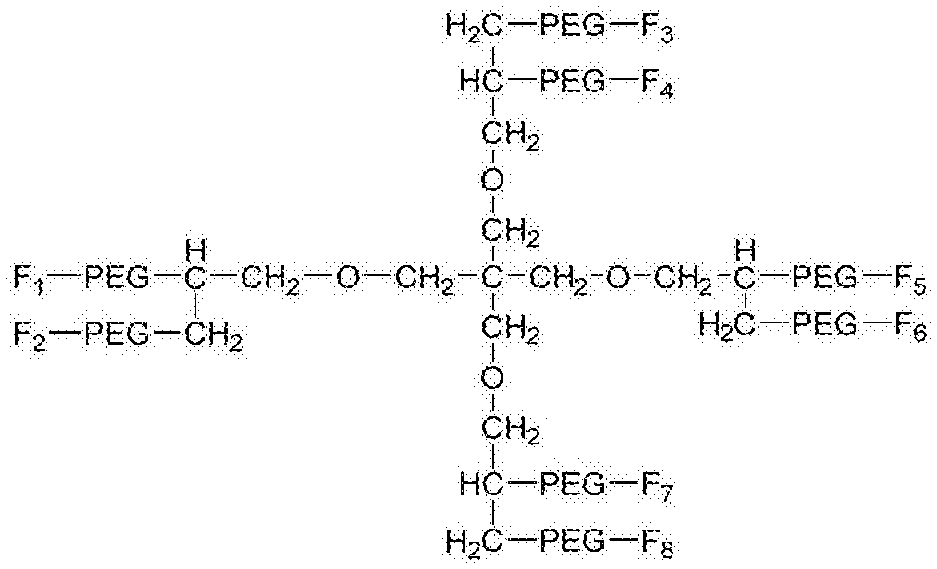 H₂C—PEG—F₃
HC—PEG—F₄
CH₂
O
CH₂
H H
F₁—PEG—C—CH₂—O—CH₂—C—CH₂—O—CH₂—C—PEG—F₅
F₂—PEG—CH₂ CH₂ H₂C—PEG—F₆
O
CH₂
HC—PEG—F₇
H₂C—PEG—F₈